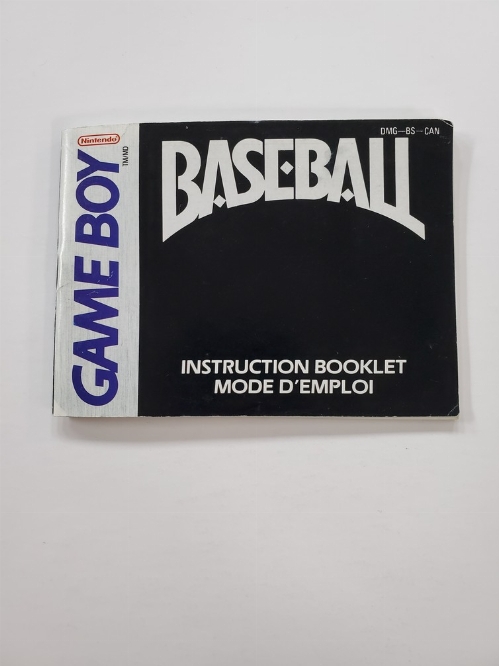 DMG-BS-CAN
Nintendo
GAME BOY
TM/MD
BASEBALL
INSTRUCTION BOOKLET
MODE D'EMPLOI